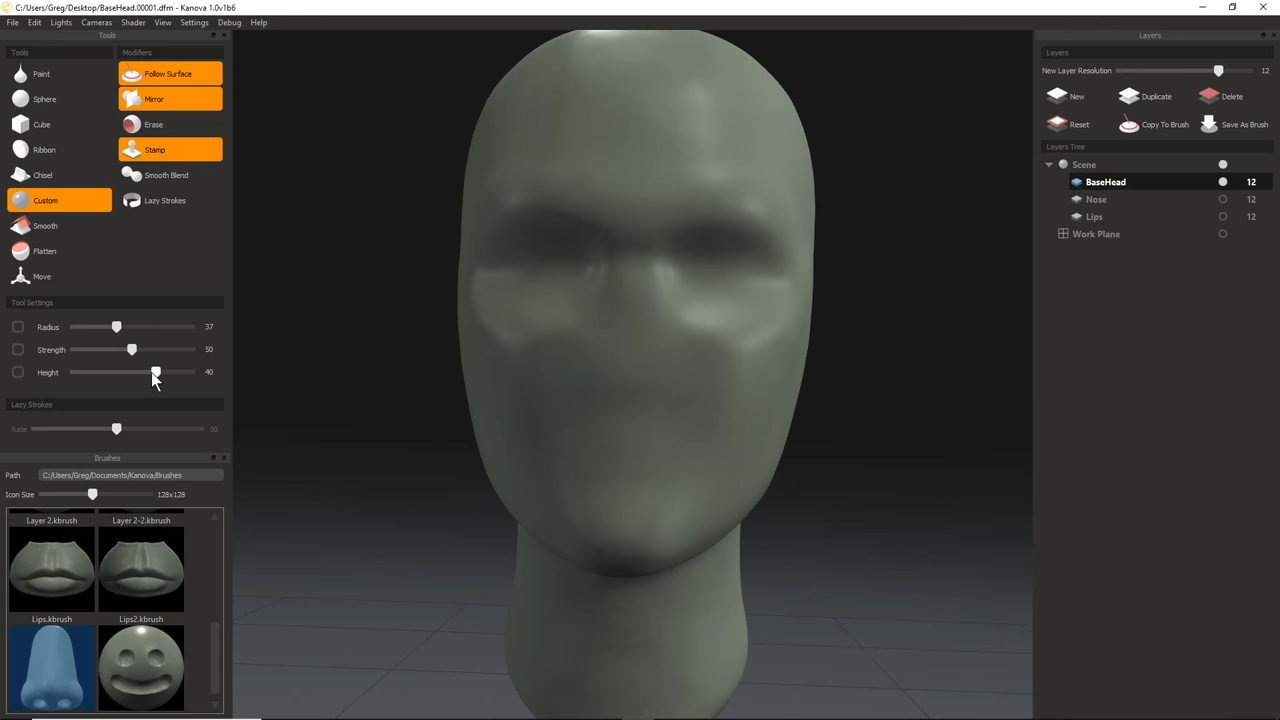 C:/Users/Greg/Desktop/BaseHead.00001.dfm * - Kanova 1.0v1b6
File Edit Lights Cameras Shader View Settings Debug Help
Tools
Tools Modifiers
Paint Follow Surface
Sphere Mirror
Cube Erase
Ribbon Stamp
Chisel Smooth Blend
Custom Lazy Strokes
Smooth
Flatten
Move
Tool Settings
Radius 37
Strength 50
Height 40
Lazy Strokes
Rate 50
Brushes
Path C:/Users/Greg/Documents/Kanova/Brushes
Icon Size 128x128
Layer 2.kbrush Layer 2-2.kbrush
Lips.kbrush Lips2.kbrush
Layers
Layers
New Layer Resolution 12
New Duplicate Delete
Reset Copy To Brush Save As Brush
Layers Tree
Scene
BaseHead 12
Nose 12
Lips 12
Work Plane